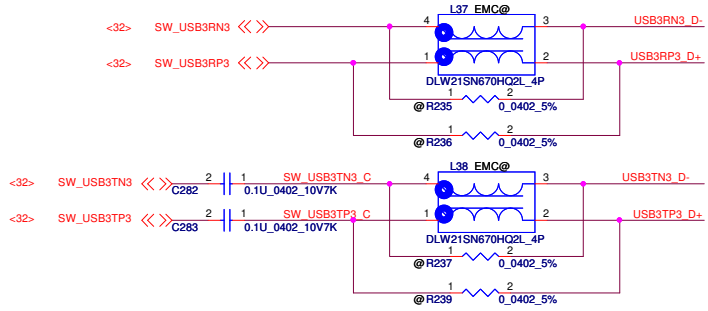 L37 EMC@
<32> SW_USB3RN3 4 3 USB3RN3_D-
<32> SW_USB3RP3 1 2 USB3RP3_D+
DLW21SN670HQ2L_4P
1 2
@R235 0_0402_5%
1 2
@R236 0_0402_5%
L38 EMC@
<32> SW_USB3TN3 2 1 SW_USB3TN3_C 4 3 USB3TN3_D-
C282 0.1U_0402_10V7K
<32> SW_USB3TP3 2 1 SW_USB3TP3_C 1 2 USB3TP3_D+
C283 0.1U_0402_10V7K
DLW21SN670HQ2L_4P
1 2
@R237 0_0402_5%
1 2
@R239 0_0402_5%